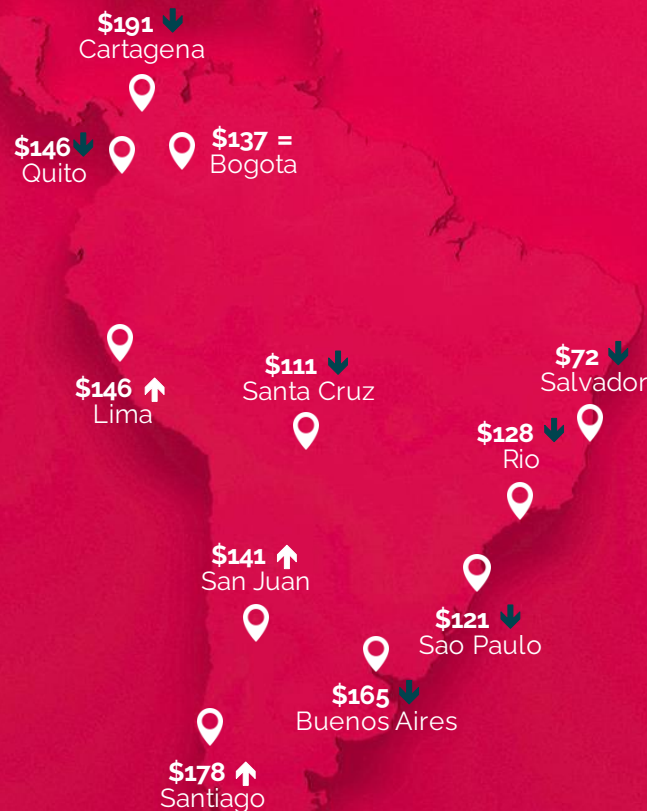 $191 ↓
Cartagena
$146 ↓
Quito
$137 =
Bogota
$146 ↑
Lima
$111 ↓
Santa Cruz
$72 ↓
Salvador
$128 ↓
Rio
$141 ↑
San Juan
$121 ↓
Sao Paulo
$165 ↓
Buenos Aires
$178 ↑
Santiago